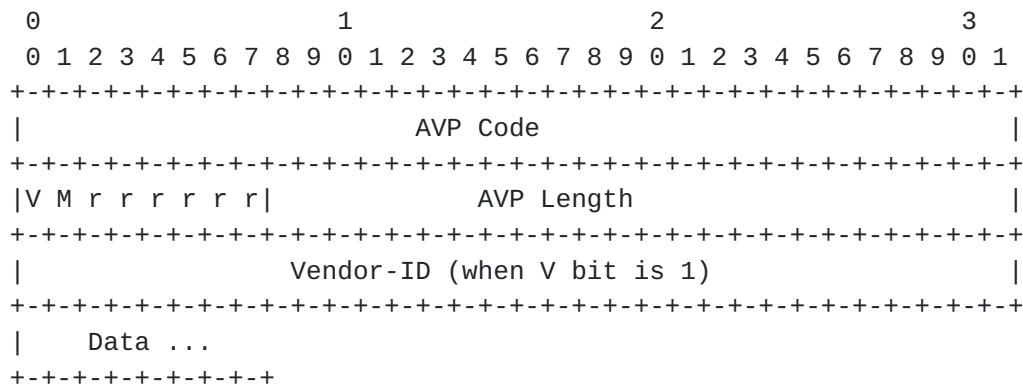 0                   1                   2                   3
 0 1 2 3 4 5 6 7 8 9 0 1 2 3 4 5 6 7 8 9 0 1 2 3 4 5 6 7 8 9 0 1
+-+-+-+-+-+-+-+-+-+-+-+-+-+-+-+-+-+-+-+-+-+-+-+-+-+-+-+-+-+-+-+-+
|                         AVP Code                              |
+-+-+-+-+-+-+-+-+-+-+-+-+-+-+-+-+-+-+-+-+-+-+-+-+-+-+-+-+-+-+-+-+
|V M r r r r r r|             AVP Length                        |
+-+-+-+-+-+-+-+-+-+-+-+-+-+-+-+-+-+-+-+-+-+-+-+-+-+-+-+-+-+-+-+-+
|                 Vendor-ID (when V bit is 1)                   |
+-+-+-+-+-+-+-+-+-+-+-+-+-+-+-+-+-+-+-+-+-+-+-+-+-+-+-+-+-+-+-+-+
|    Data ...
+-+-+-+-+-+-+-+-+